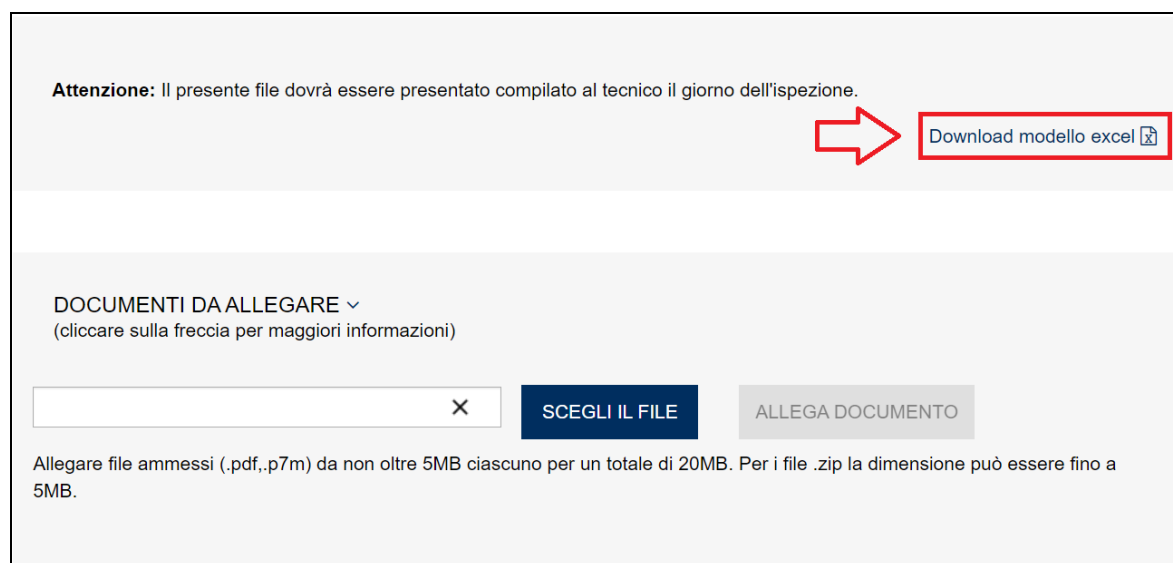 Attenzione: Il presente file dovrà essere presentato compilato al tecnico il giorno dell'ispezione.
Download modello excel
DOCUMENTI DA ALLEGARE
(cliccare sulla freccia per maggiori informazioni)
SCEGLI IL FILE
ALLEGA DOCUMENTO
Allegare file ammessi (.pdf,.p7m) da non oltre 5MB ciascuno per un totale di 20MB. Per i file .zip la dimensione può essere fino a
5MB.